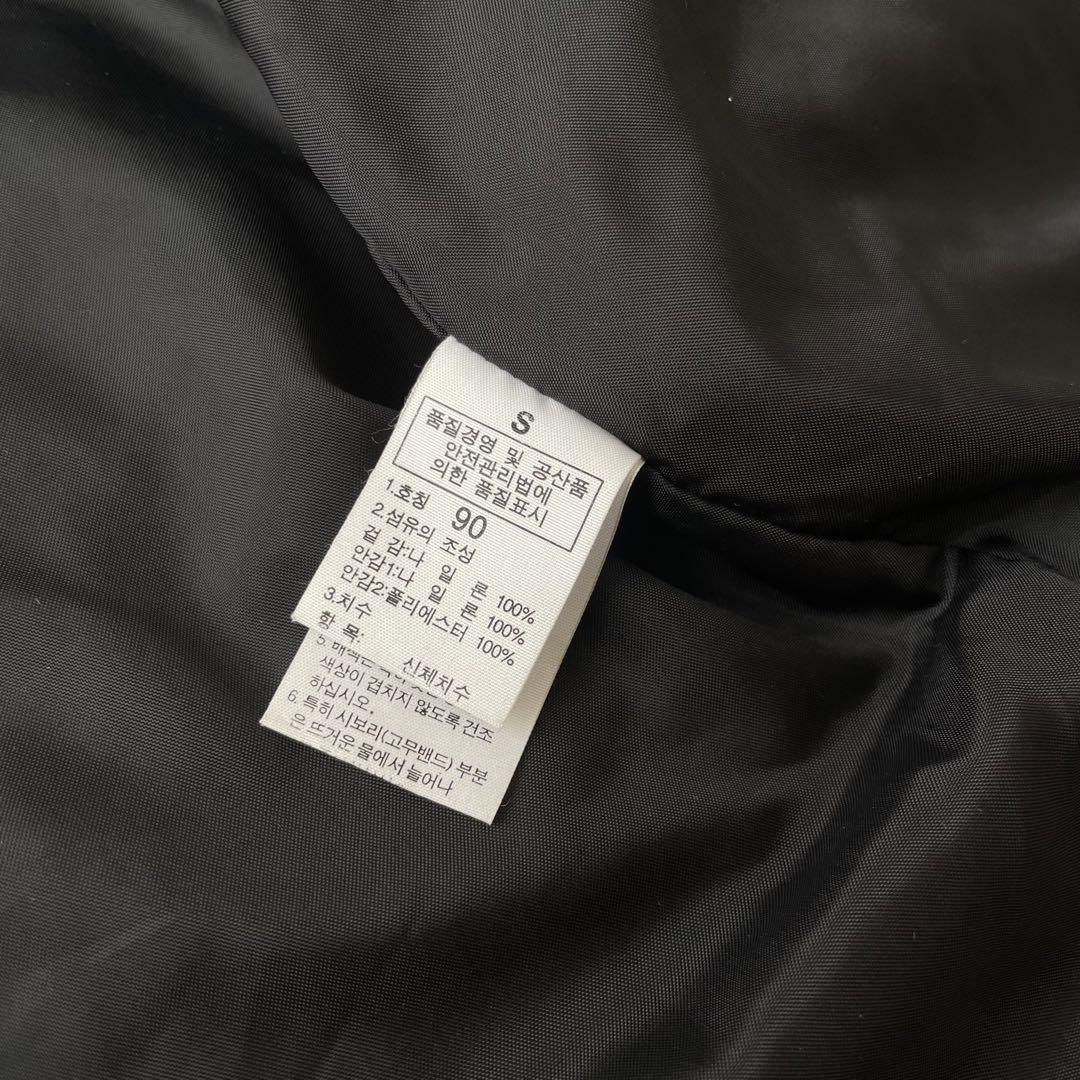 S
품질경영 및 공산품
안전관리법에
의한 품질표시
1.호칭 90
2.섬유의 조성
겉 감:나 일 론 100%
안감1:나 일 론 100%
안감2:폴리에스터 100%
3.치수
항 목: 신체치수
5.
색상이 겹치지 않도록 건조
하십시오.
6. 특히 시보리(고무밴드) 부분
은 뜨거운 물에서 늘어나